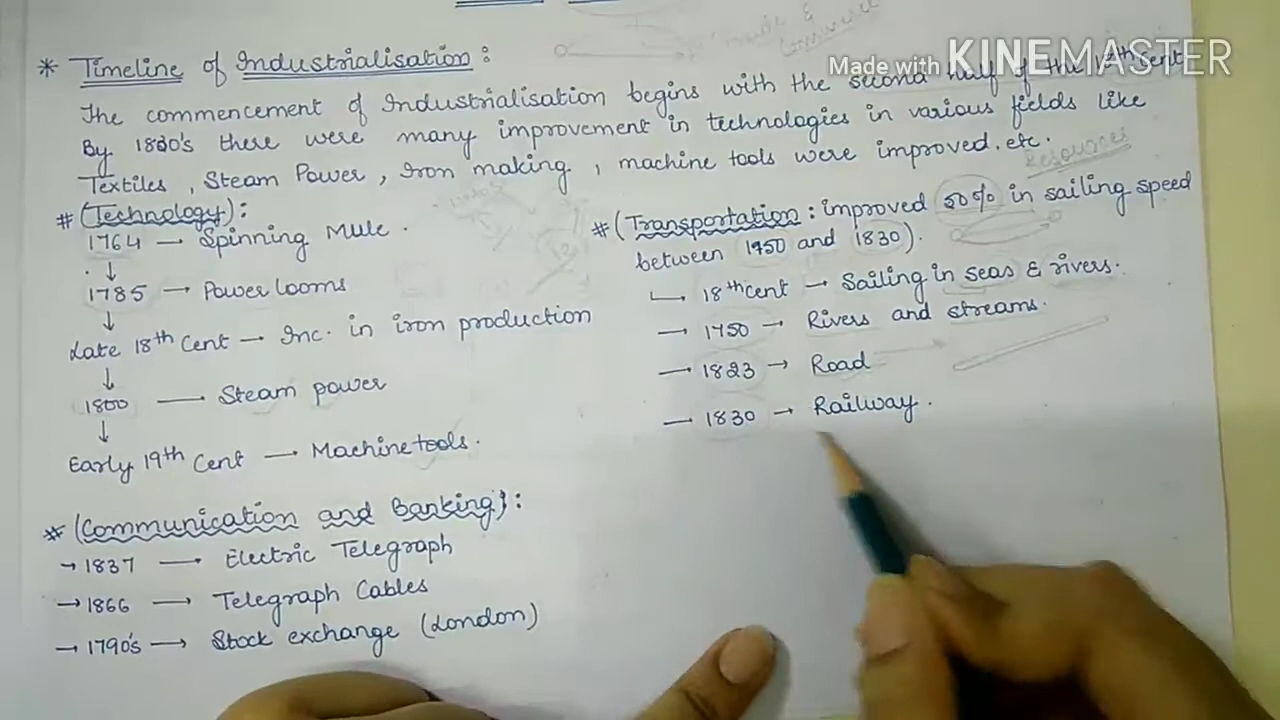 Made with KINEMASTER
* Timeline of Industrialisation :
The commencement of Industrialisation begins with the second half of the cent
By 1830's there were many improvement in technologies in various fields like
Textiles , Steam Power , Iron making , machine tools were improved . etc .
Resources
# (Technology) :
1764 — Spinning Mule .
↓
1785 → Power looms
↓
Late 18th Cent → Inc. in iron production
↓
1800 — Steam power
↓
Early 19th Cent → Machine tools .
# (Transportation : improved 50% in sailing speed
between 1750 and 1830).
→ 18th cent → Sailing in seas & rivers .
→ 1750 → Rivers and streams .
→ 1823 → Road
→ 1830 → Railway .
# (Communication and Banking) :
→ 1837 — Electric Telegraph
→ 1866 — Telegraph Cables
→ 1790's → Stock exchange (London)